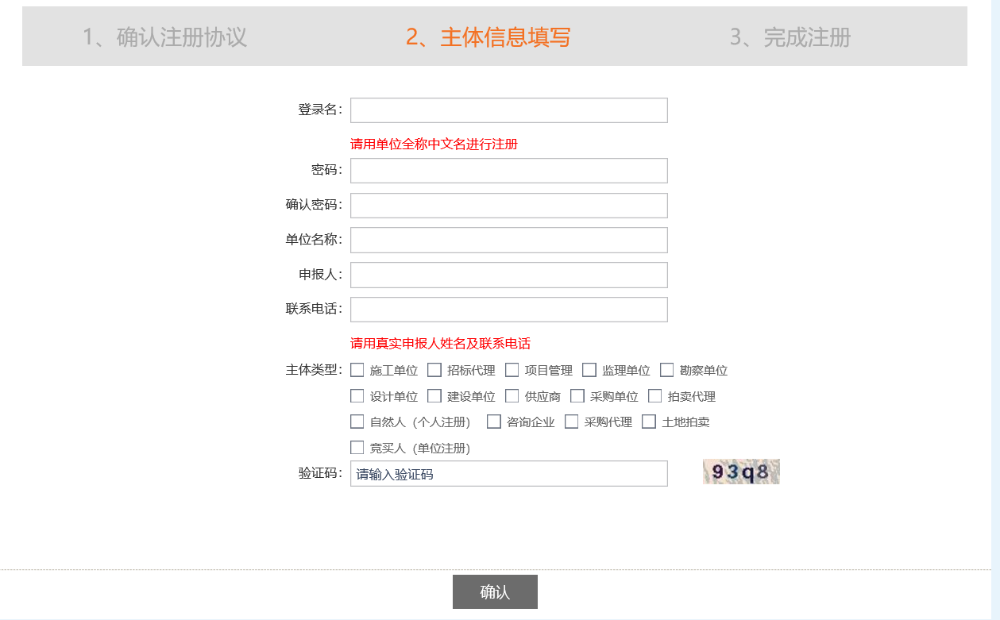 1、确认注册协议 2、主体信息填写 3、完成注册
登录名：
请用单位全称中文名进行注册
密码：
确认密码：
单位名称：
申报人：
联系电话：
请用真实申报人姓名及联系电话
主体类型： 施工单位 招标代理 项目管理 监理单位 勘察单位
设计单位 建设单位 供应商 采购单位 拍卖代理
自然人（个人注册） 咨询企业 采购代理 土地拍卖
竞买人（单位注册）
验证码： 请输入验证码 93q8
确认